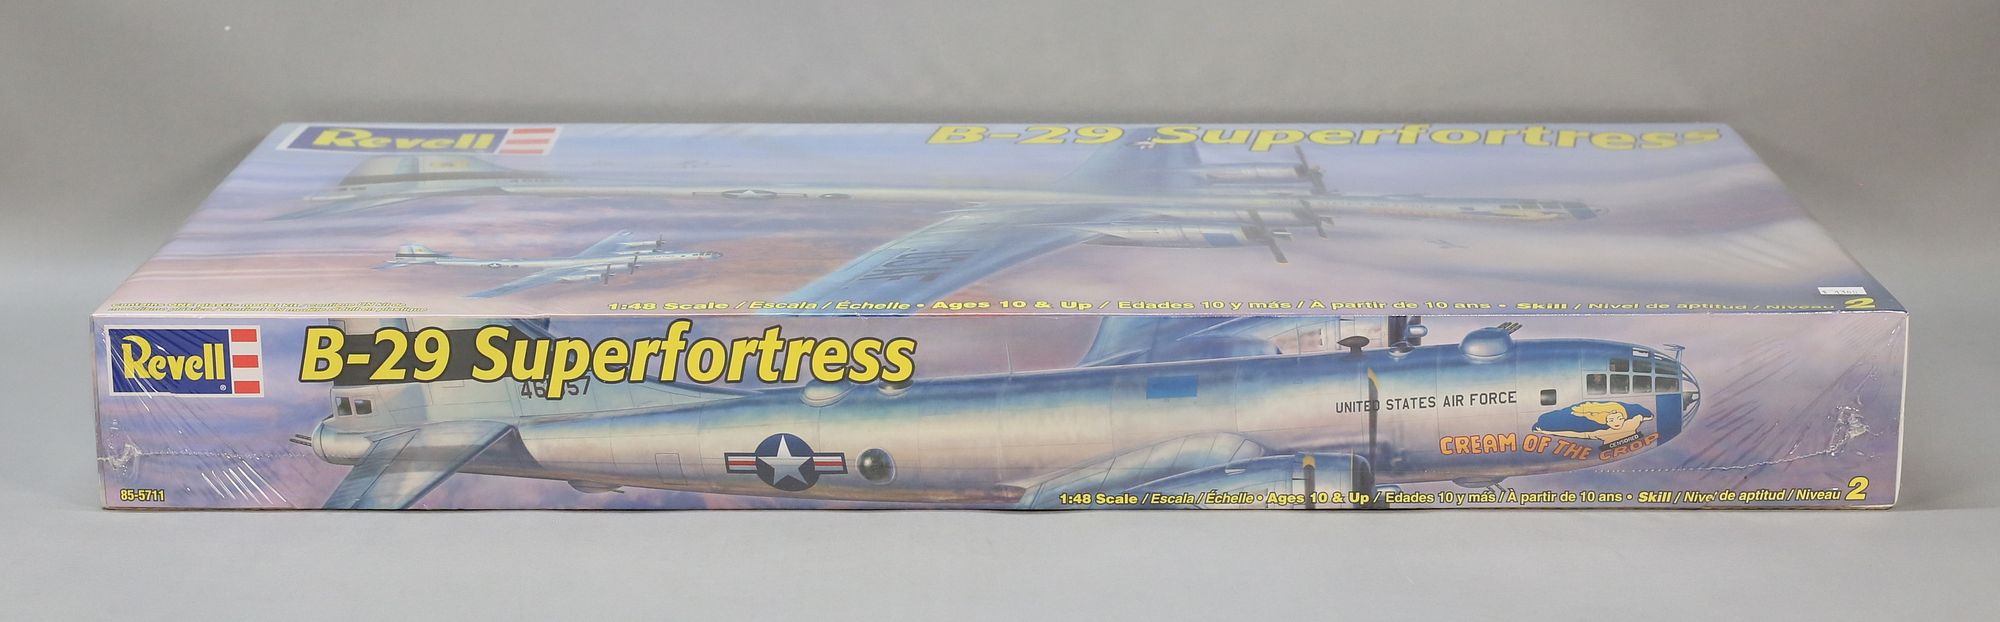 Revell
B-29 Superfortress
1:48 Scale / Escala / Échelle • Ages 10 & Up / Edades 10 y más / À partir de 10 ans • Skill / Nivel de aptitud / Niveau 2
Revell
B-29 Superfortress
UNITED STATES AIR FORCE
CREAM OF THE CROP
CENSORED
85-5711
1:48 Scale / Escala / Échelle • Ages 10 & Up / Edades 10 y más / À partir de 10 ans • Skill / Nivel de aptitud / Niveau 2